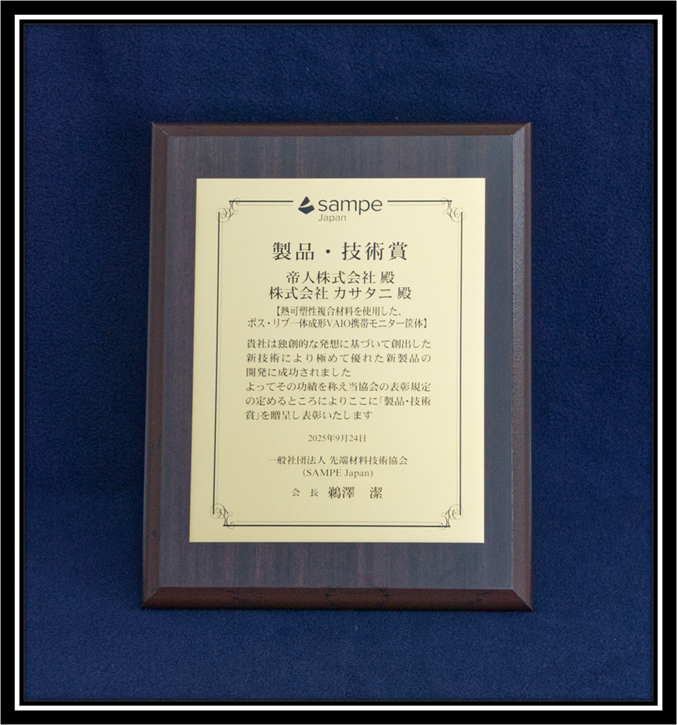 sampe
Japan
製品・技術賞
帝人株式会社 殿
株式会社 カサタニ 殿
【熱可塑性複合材料を使用した、
ボス・リブ一体成形VAIO携帯モニター筐体】
貴社は独創的な発想に基づいて創出した
新技術により極めて優れた新製品の
開発に成功されました
よってその功績を称え当協会の表彰規定
の定めるところによりここに「製品・技術
賞」を贈呈し表彰いたします
2025年9月24日
一般社団法人 先端材料技術協会
(SAMPE Japan)
会 長 鵜澤 潔